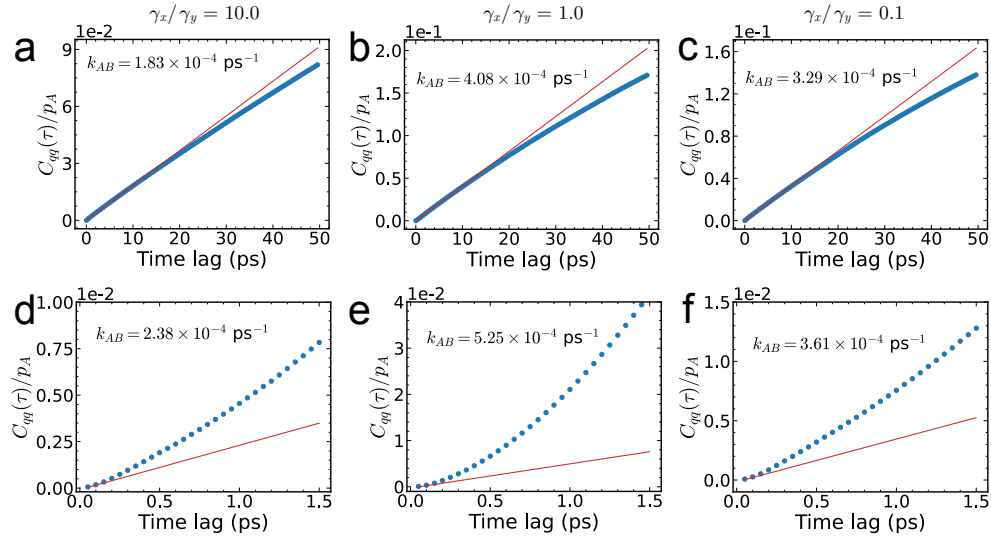 γx/γy = 10.0
γx/γy = 1.0
γx/γy = 0.1
a
1e-2
kAB = 1.83 × 10⁻⁴ ps⁻¹
Cqq(τ)/pA
9
6
3
0
0 10 20 30 40 50
Time lag (ps)
b
1e-1
kAB = 4.08 × 10⁻⁴ ps⁻¹
Cqq(τ)/pA
2.0
1.5
1.0
0.5
0.0
0 10 20 30 40 50
Time lag (ps)
c
1e-1
kAB = 3.29 × 10⁻⁴ ps⁻¹
Cqq(τ)/pA
1.6
1.2
0.8
0.4
0.0
0 10 20 30 40 50
Time lag (ps)
d
1e-2
kAB = 2.38 × 10⁻⁴ ps⁻¹
Cqq(τ)/pA
1.00
0.75
0.50
0.25
0.00
0.0 0.5 1.0 1.5
Time lag (ps)
e
1e-2
kAB = 5.25 × 10⁻⁴ ps⁻¹
Cqq(τ)/pA
4
2
0
0.0 0.5 1.0 1.5
Time lag (ps)
f
1e-2
kAB = 3.61 × 10⁻⁴ ps⁻¹
Cqq(τ)/pA
1.5
1.0
0.5
0.0
0.0 0.5 1.0 1.5
Time lag (ps)